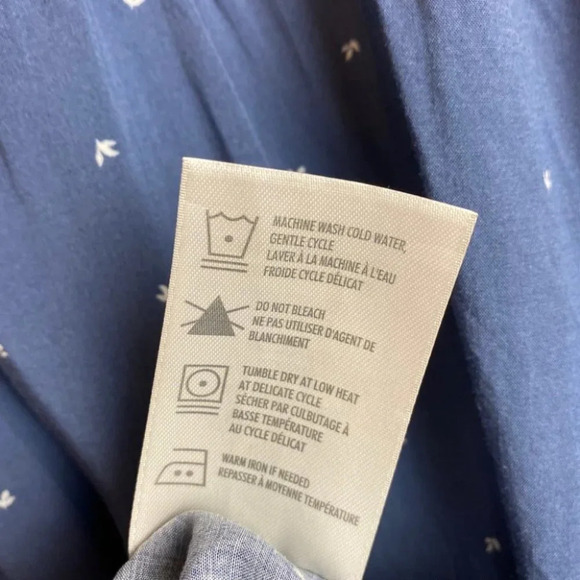 MACHINE WASH COLD WATER,
GENTLE CYCLE
LAVER À LA MACHINE À L'EAU
FROIDE CYCLE DÉLICAT
DO NOT BLEACH
NE PAS UTILISER D'AGENT DE
BLANCHIMENT
TUMBLE DRY AT LOW HEAT
AT DELICATE CYCLE
SÉCHER PAR CULBUTAGE À
BASSE TEMPÉRATURE
AU CYCLE DÉLICAT
WARM IRON IF NEEDED
REPASSER À MOYENNE TEMPÉRATURE